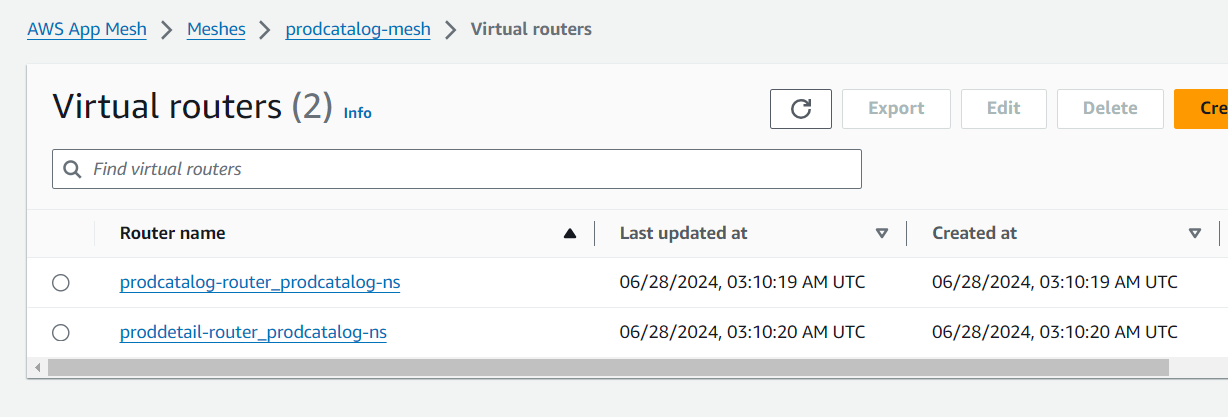 AWS App Mesh > Meshes > prodcatalog-mesh > Virtual routers
Virtual routers (2) Info
Export Edit Delete Cre
Find virtual routers
Router name Last updated at Created at
prodcatalog-router_prodcatalog-ns 06/28/2024, 03:10:19 AM UTC 06/28/2024, 03:10:19 AM UTC
proddetail-router_prodcatalog-ns 06/28/2024, 03:10:20 AM UTC 06/28/2024, 03:10:20 AM UTC